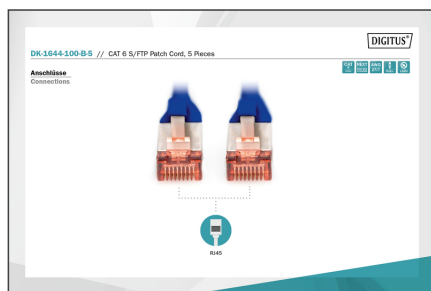 DIGITUS®
DK-1644-100-B-5 // CAT 6 S/FTP Patch Cord, 5 Pieces
Anschlüsse
Connections
RJ45